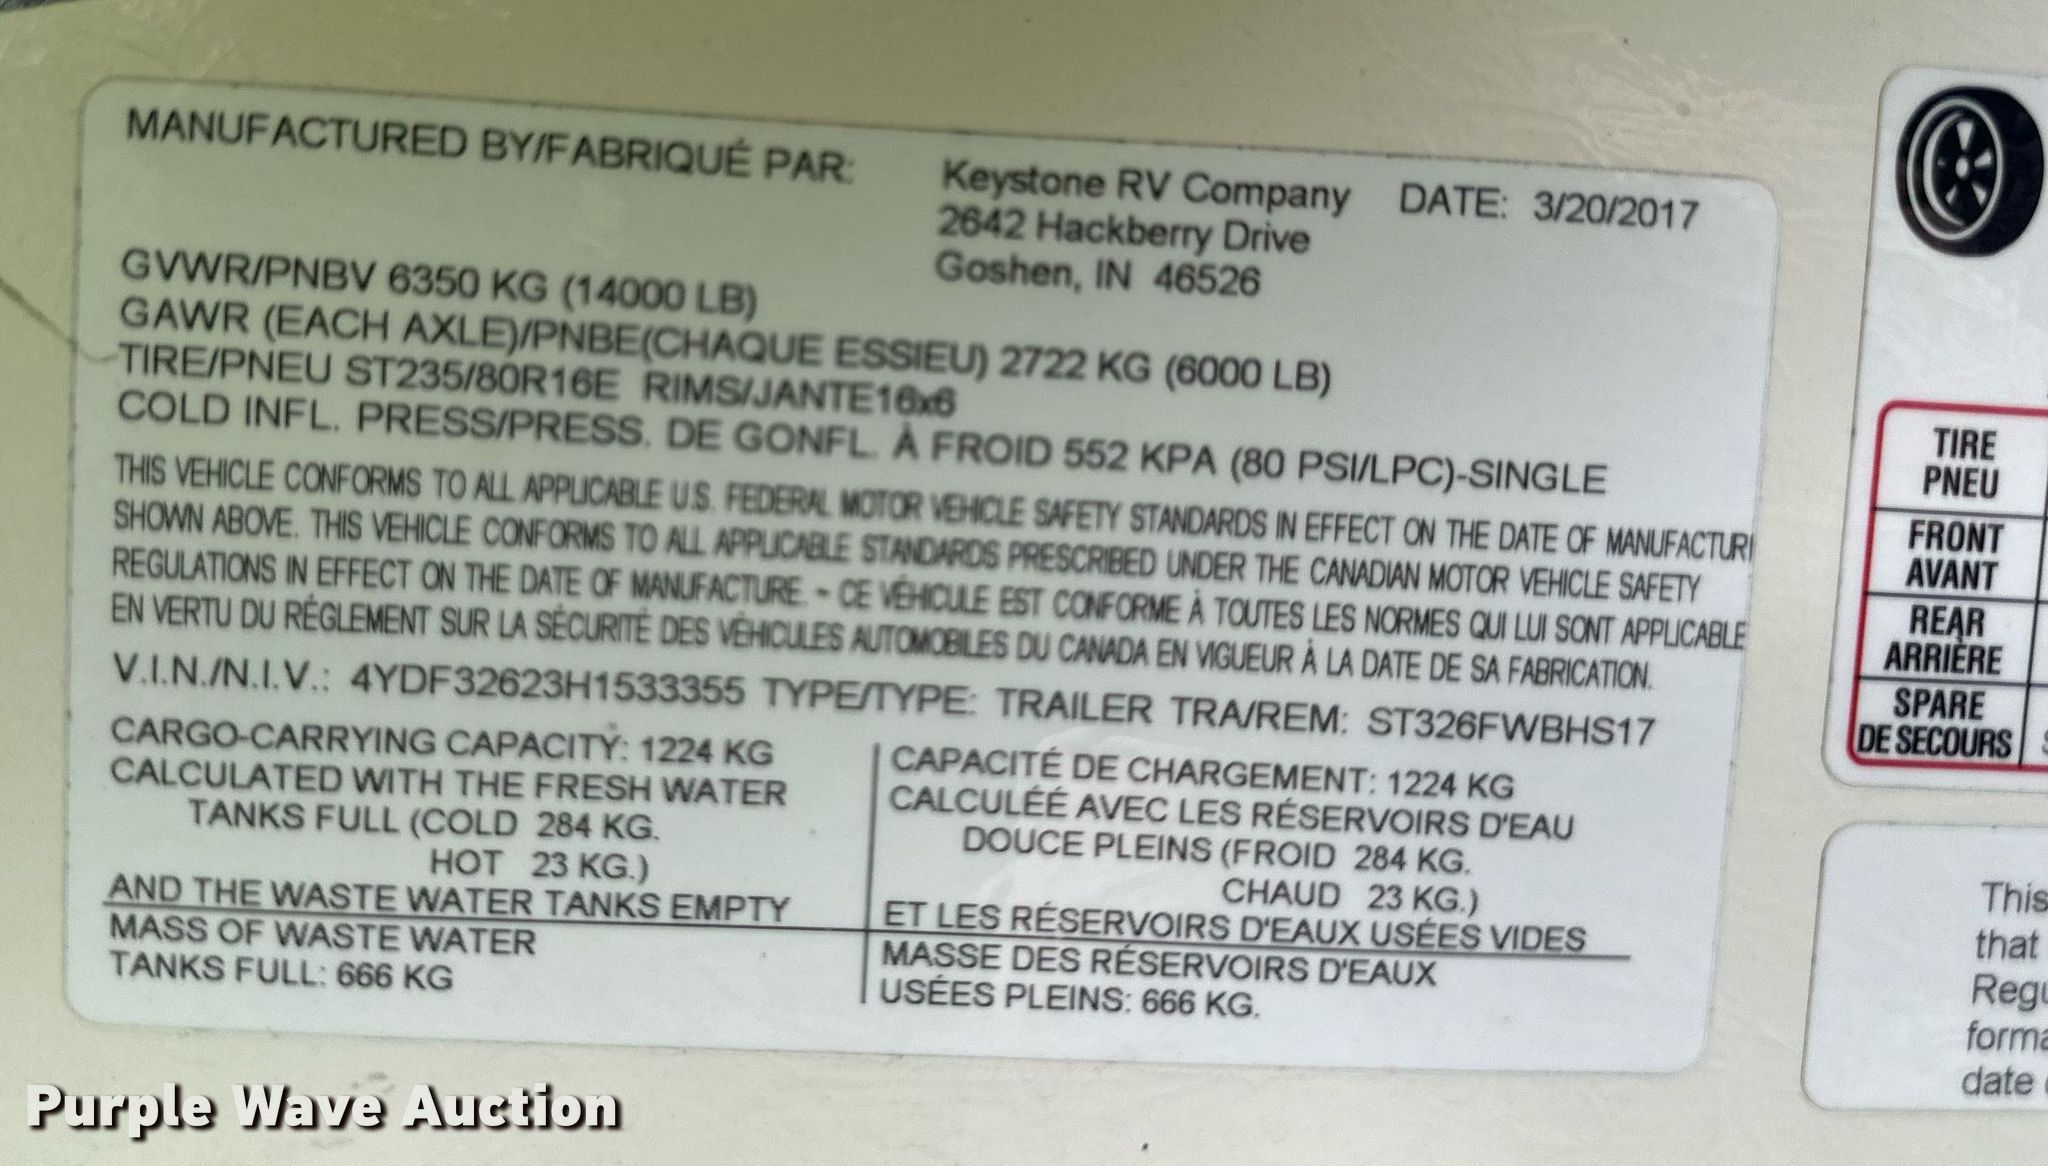 MANUFACTURED BY/FABRIQUÉ PAR: Keystone RV Company DATE: 3/20/2017
2642 Hackberry Drive
Goshen, IN 46526
GVWR/PNBV 6350 KG (14000 LB)
GAWR (EACH AXLE)/PNBE(CHAQUE ESSIEU) 2722 KG (6000 LB)
TIRE/PNEU ST235/80R16E RIMS/JANTE16x6
COLD INFL. PRESS/PRESS. DE GONFL. À FROID 552 KPA (80 PSI/LPC)-SINGLE
THIS VEHICLE CONFORMS TO ALL APPLICABLE U.S. FEDERAL MOTOR VEHICLE SAFETY STANDARDS IN EFFECT ON THE DATE OF MANUFACTUR
SHOWN ABOVE. THIS VEHICLE CONFORMS TO ALL APPLICABLE STANDARDS PRESCRIBED UNDER THE CANADIAN MOTOR VEHICLE SAFETY
REGULATIONS IN EFFECT ON THE DATE OF MANUFACTURE. - CE VÉHICULE EST CONFORME À TOUTES LES NORMES QUI LUI SONT APPLICABLE
EN VERTU DU RÉGLEMENT SUR LA SÉCURITÉ DES VÉHICULES AUTOMOBILES DU CANADA EN VIGUEUR À LA DATE DE SA FABRICATION.
V.I.N./N.I.V.: 4YDF32623H1533355 TYPE/TYPE: TRAILER TRA/REM: ST326FWBHS17
CARGO-CARRYING CAPACITY: 1224 KG
CALCULATED WITH THE FRESH WATER
TANKS FULL (COLD 284 KG.
HOT 23 KG.)
AND THE WASTE WATER TANKS EMPTY
MASS OF WASTE WATER
TANKS FULL: 666 KG
CAPACITÉ DE CHARGEMENT: 1224 KG
CALCULÉÉ AVEC LES RÉSERVOIRS D'EAU
DOUCE PLEINS (FROID 284 KG.
CHAUD 23 KG.)
ET LES RÉSERVOIRS D'EAUX USÉES VIDES
MASSE DES RÉSERVOIRS D'EAUX
USÉES PLEINS: 666 KG.
TIRE
PNEU
FRONT
AVANT
REAR
ARRIÈRE
SPARE
DE SECOURS
This
that
Regu
forma
date
Purple Wave Auction